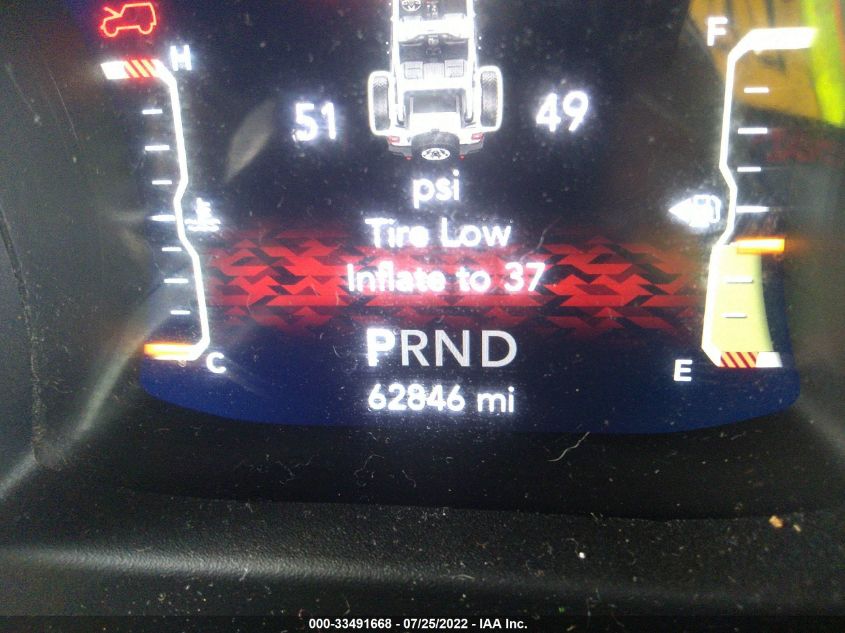 H
F
51
49
psi
Tire Low
Inflate to 37
PRND
C
E
62846 mi
000-33491668 - 07/25/2022 - IAA Inc.